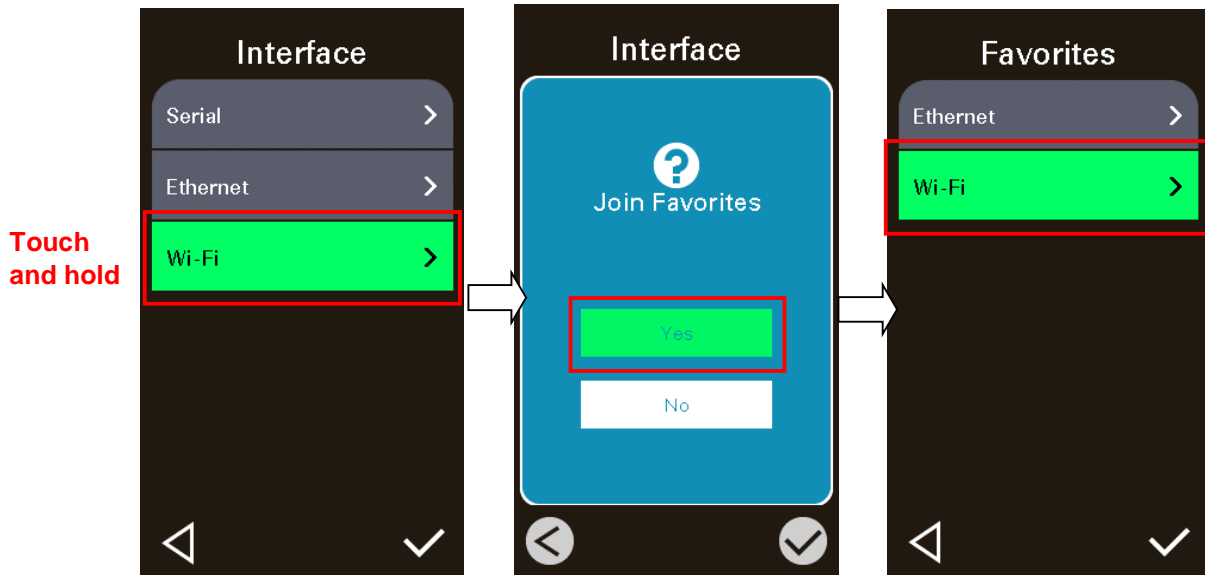 Touch
and hold
Interface
Serial
Ethernet
Wi-Fi
Interface
?
Join Favorites
Yes
No
Favorites
Ethernet
Wi-Fi